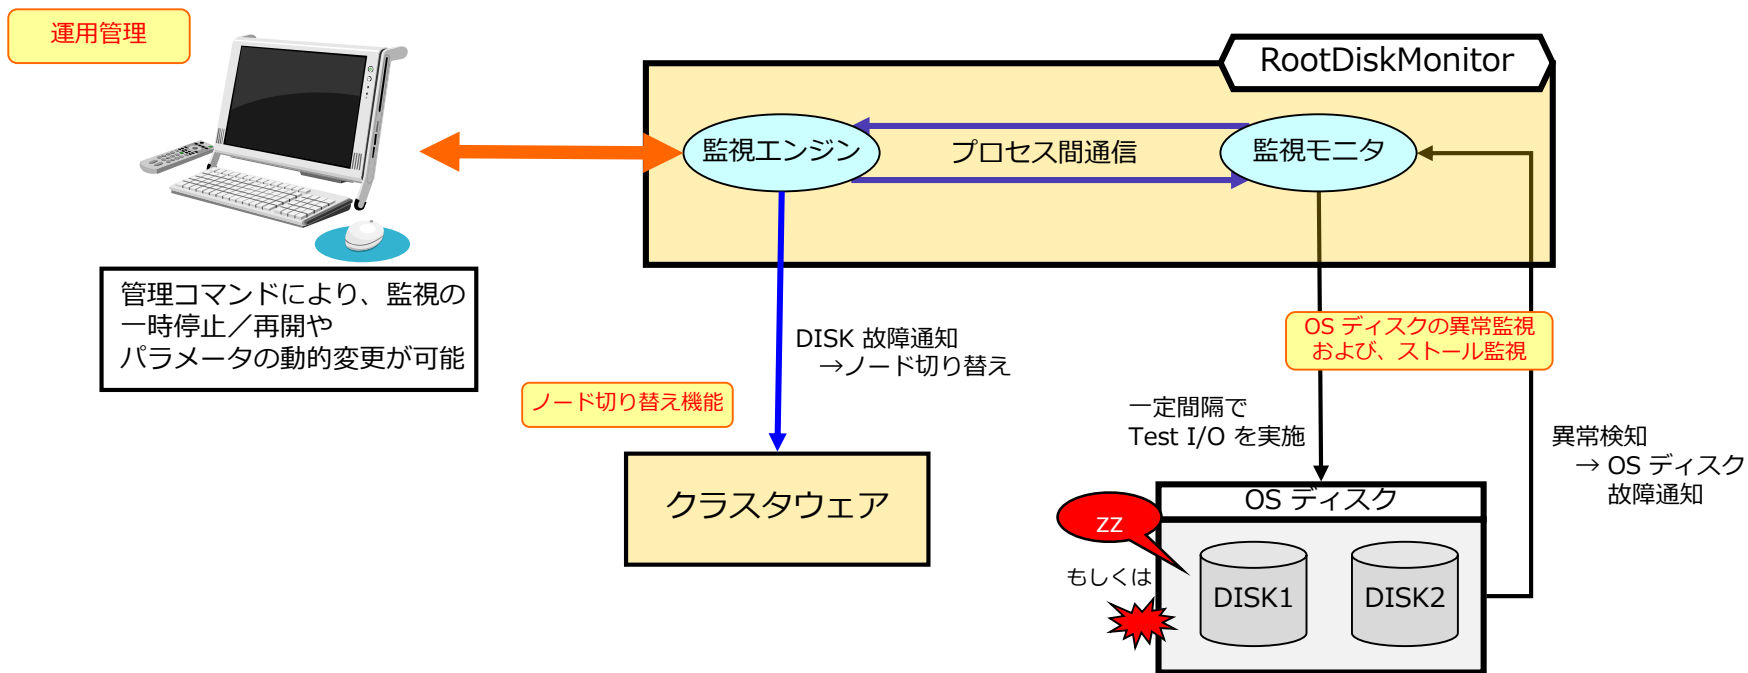 運用管理
RootDiskMonitor
監視エンジン
プロセス間通信
監視モニタ
管理コマンドにより、監視の
一時停止／再開や
パラメータの動的変更が可能
DISK 故障通知
→ノード切り替え
OS ディスクの異常監視
および、ストール監視
ノード切り替え機能
一定間隔で
Test I/O を実施
異常検知
→ OS ディスク
故障通知
クラスタウェア
OS ディスク
zz
もしくは
DISK1
DISK2